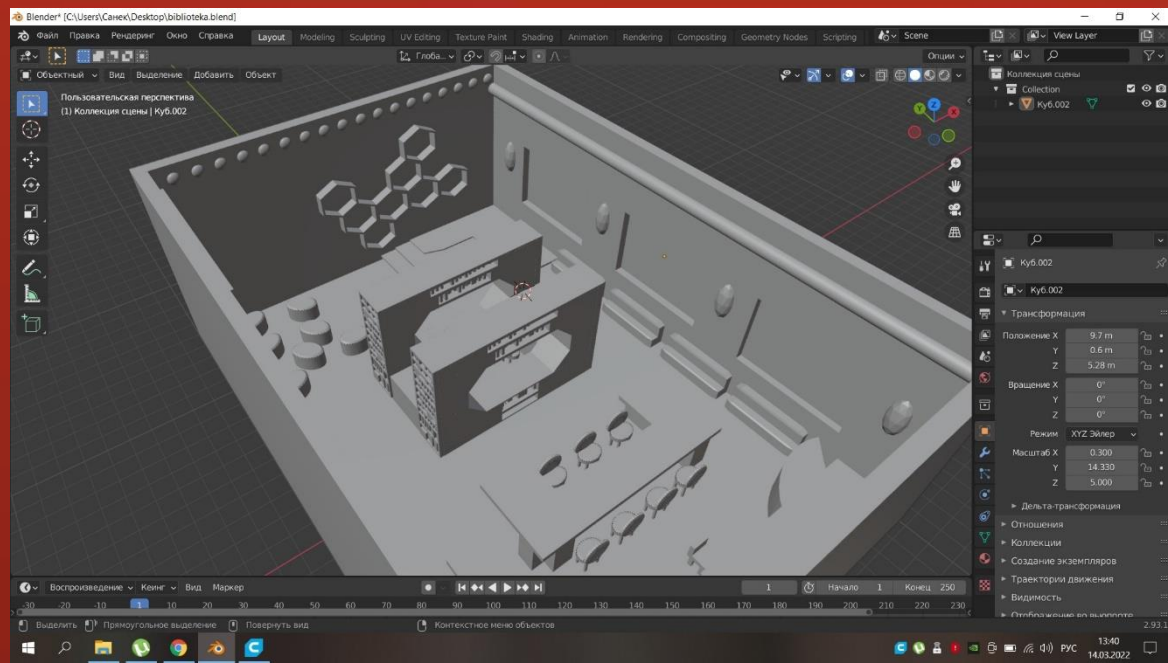 Blender* [C:\Users\Санек\Desktop\biblioteka.blend]
Файл Правка Рендеринг Окно Справка Layout Modeling Sculpting UV Editing Texture Paint Shading Animation Rendering Compositing Geometry Nodes Scripting Scene View Layer
Глоба... Опции
Объектный Вид Выделение Добавить Объект
Пользовательская перспектива
(1) Коллекция сцены | Куб.002
Y Z X
Коллекция сцены
Collection
Куб.002
Куб.002
Куб.002
Трансформация
Положение X 9.7 m
Y 0.6 m
Z 5.28 m
Вращение X 0°
Y 0°
Z 0°
Режим XYZ Эйлер
Масштаб X 0.300
Y 14.330
Z 5.000
Дельта-трансформация
Отношения
Коллекции
Создание экземпляров
Траектории движения
Видимость
Отображение во вьюпорте
Воспроизведение Кеинг Вид Маркер 1 Начало 1 Конец 250
-30 -20 -10 1 10 20 30 40 50 60 70 80 90 100 110 120 130 140 150 160 170 180 190 200 210 220 230
Выделить Прямоугольное выделение Повернуть вид Контекстное меню объектов 2.93.1
РУС 13:40
14.03.2022